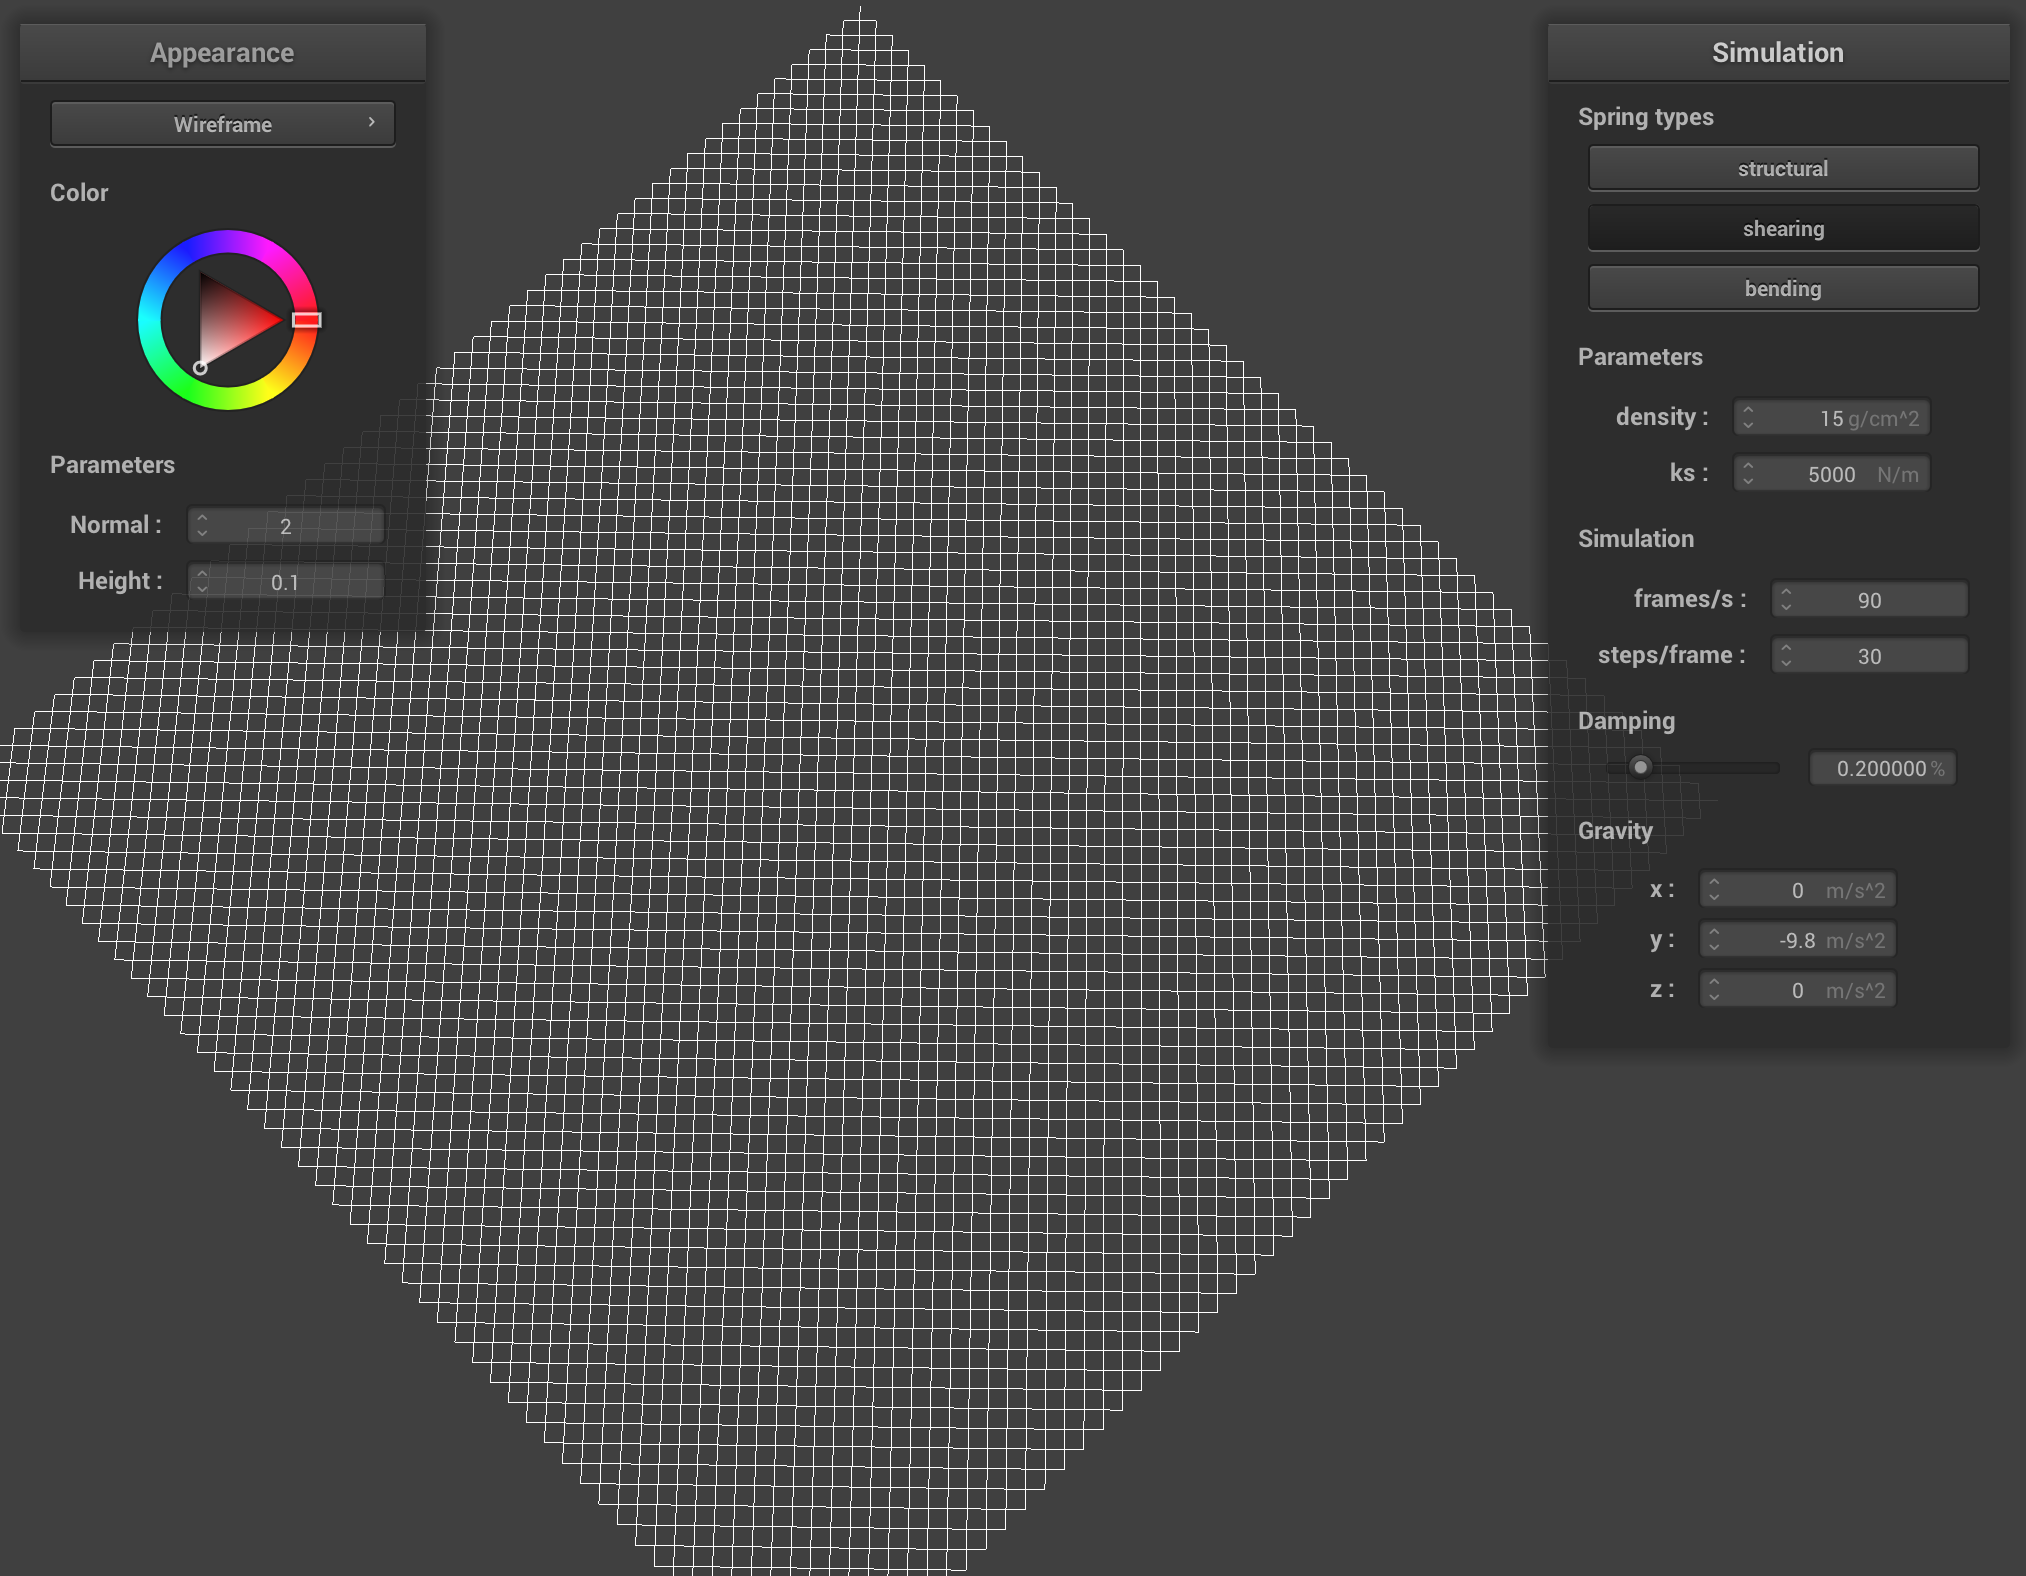 Appearance
Wireframe
Color
Parameters
Normal : 2
Height : 0.1
Simulation
Spring types
structural
shearing
bending
Parameters
density : 15 g/cm^2
ks : 5000 N/m
Simulation
frames/s : 90
steps/frame : 30
Damping
0.200000 %
Gravity
x : 0 m/s^2
y : -9.8 m/s^2
z : 0 m/s^2